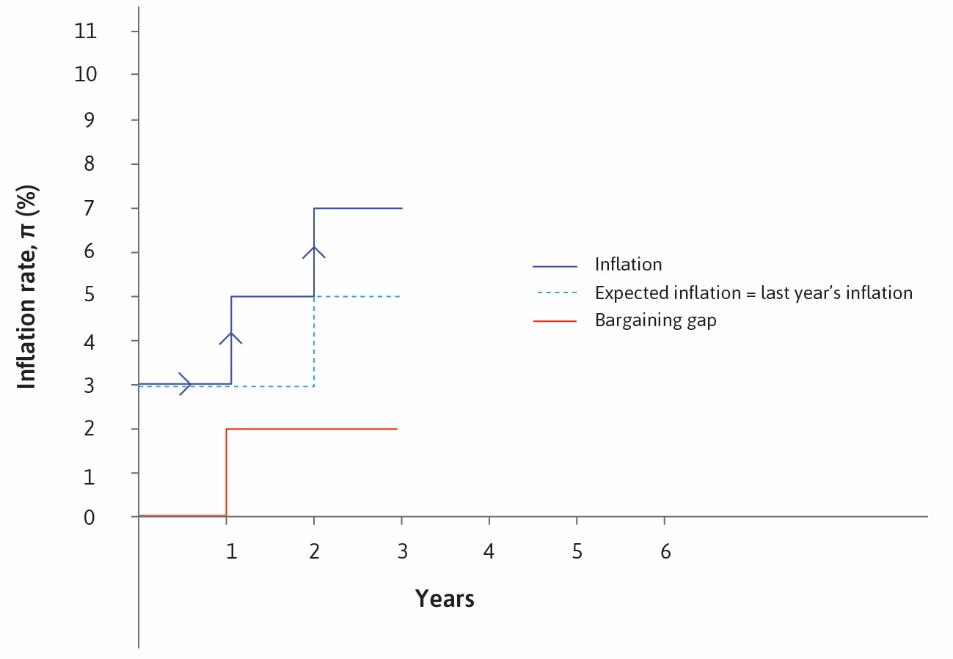 Inflation rate, π (%)
11
10
9
8
7
6
5
4
3
2
1
0
Inflation
Expected inflation = last year's inflation
Bargaining gap
1 2 3 4 5 6
Years